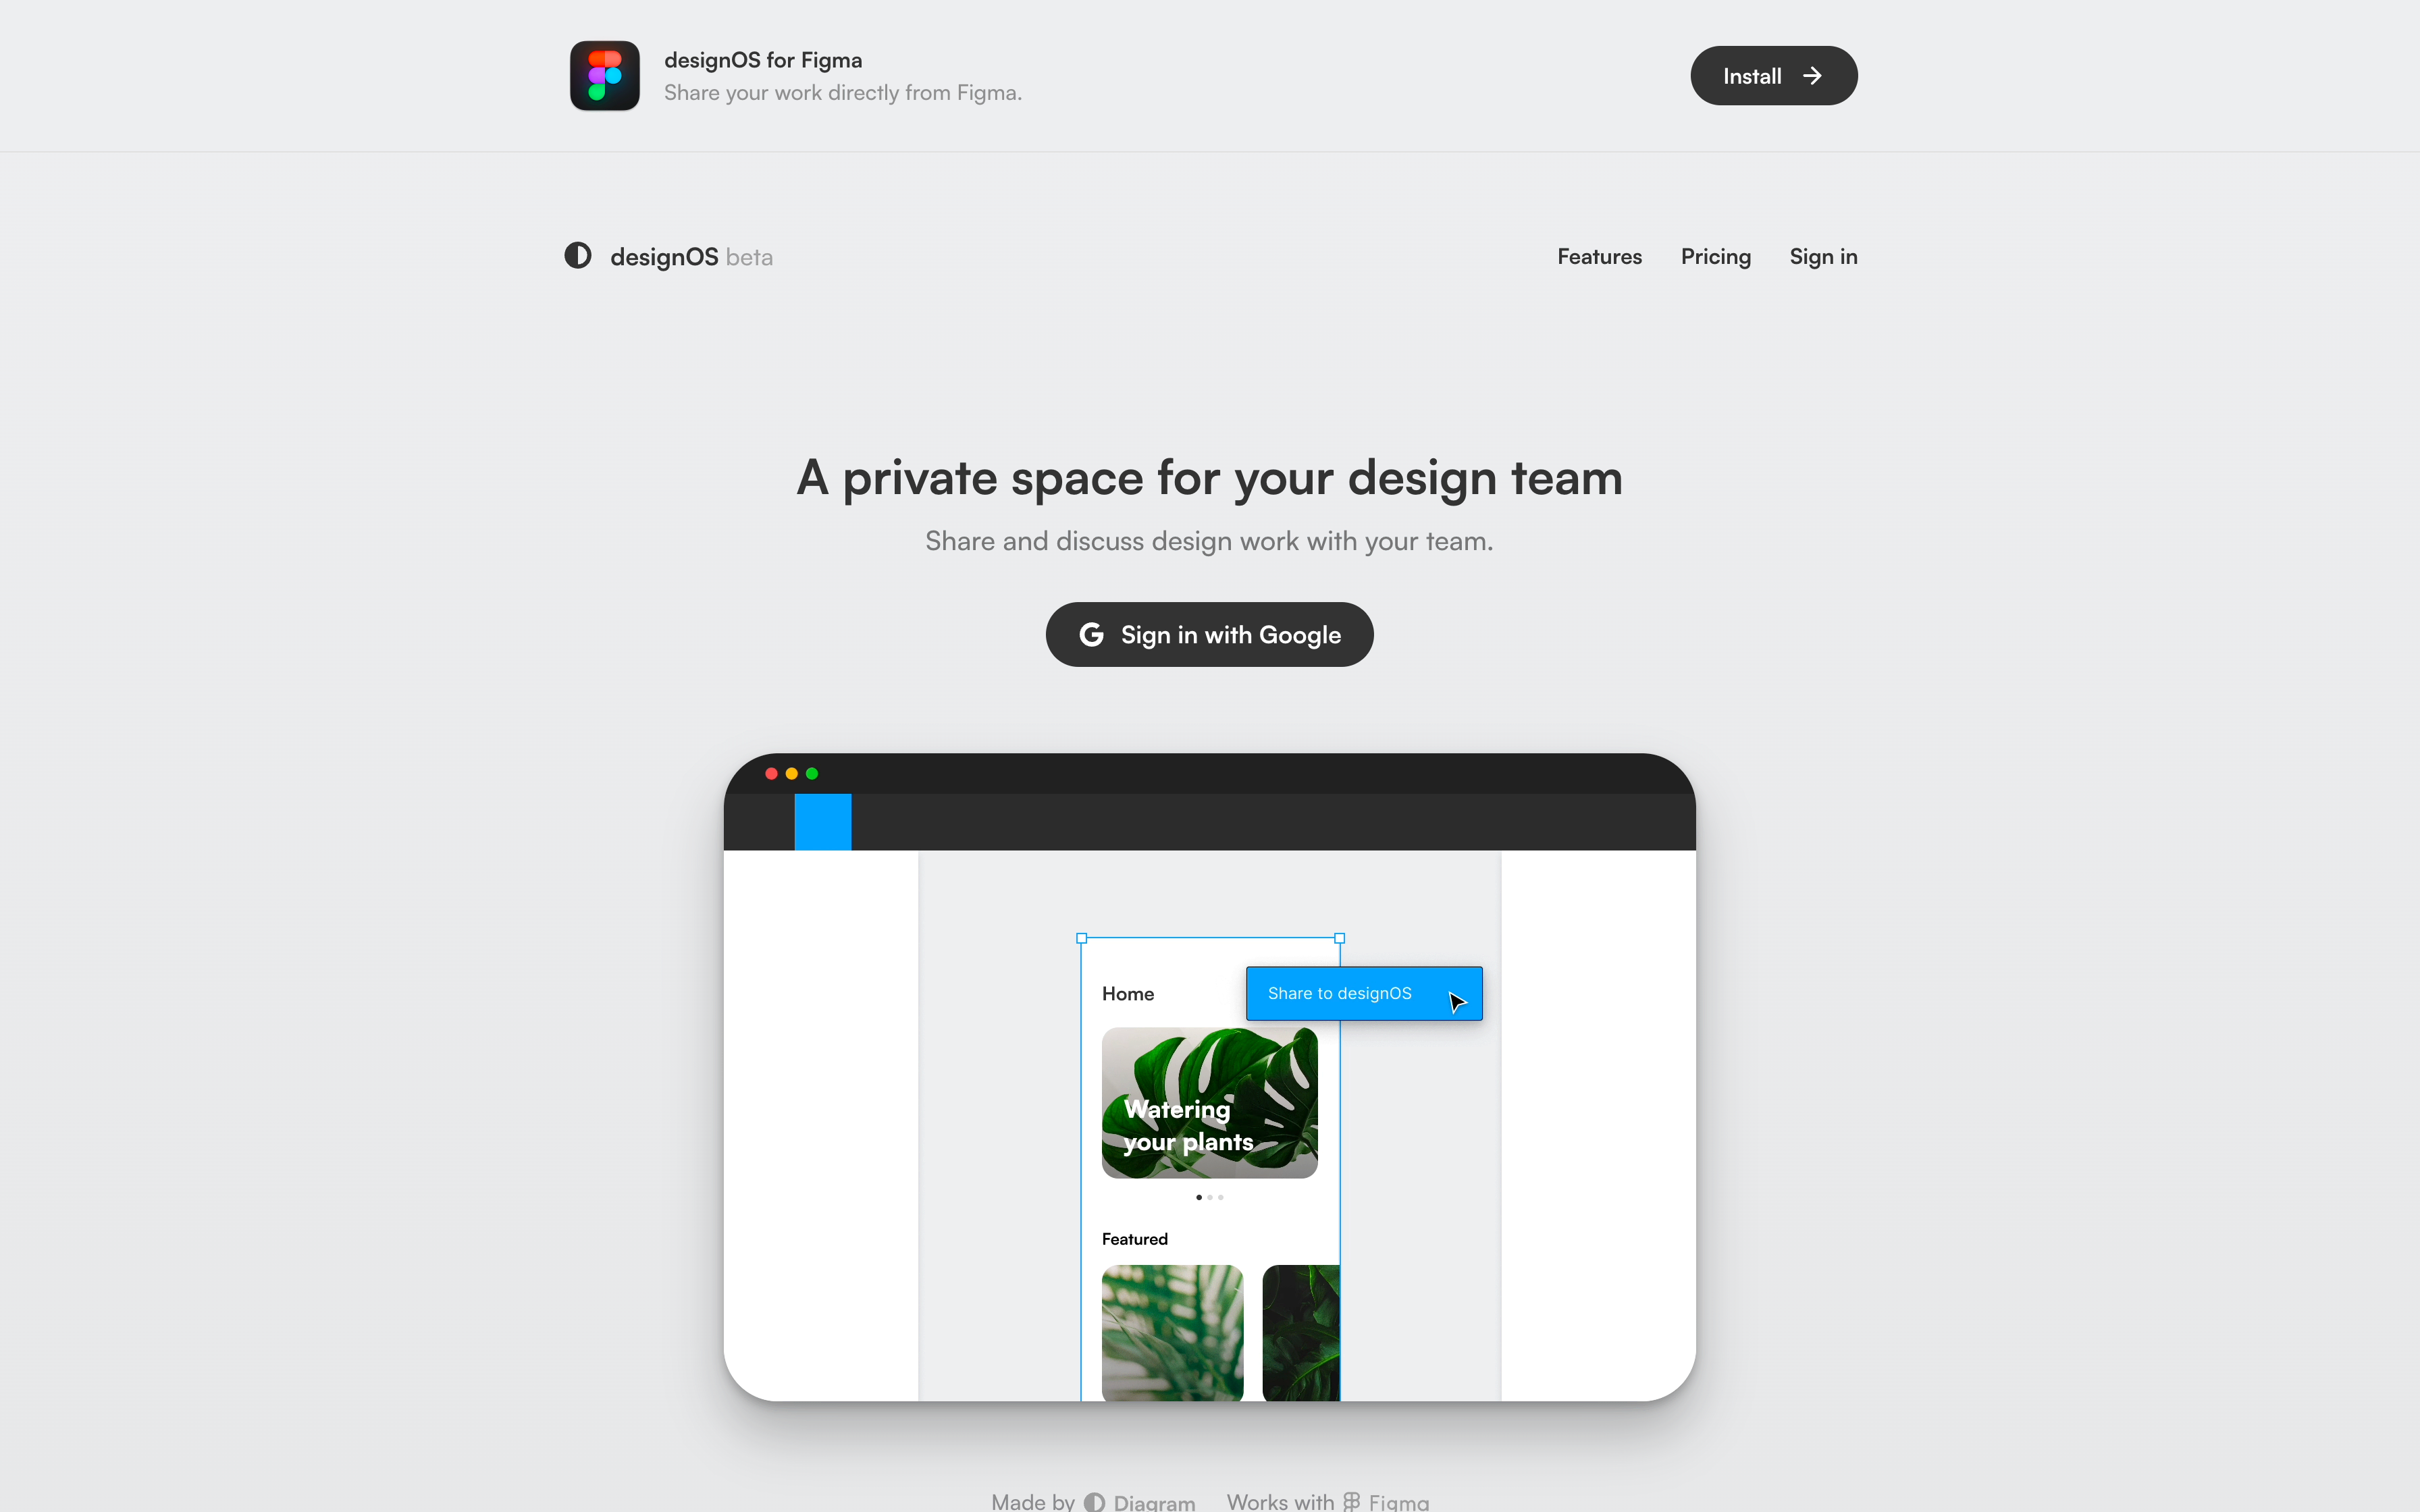 designOS for Figma
Share your work directly from Figma.
Install
designOS beta
Features
Pricing
Sign in
A private space for your design team
Share and discuss design work with your team.
Sign in with Google
Home
Share to designOS
Watering
your plants
Featured
Made by Diagram
Works with Figma